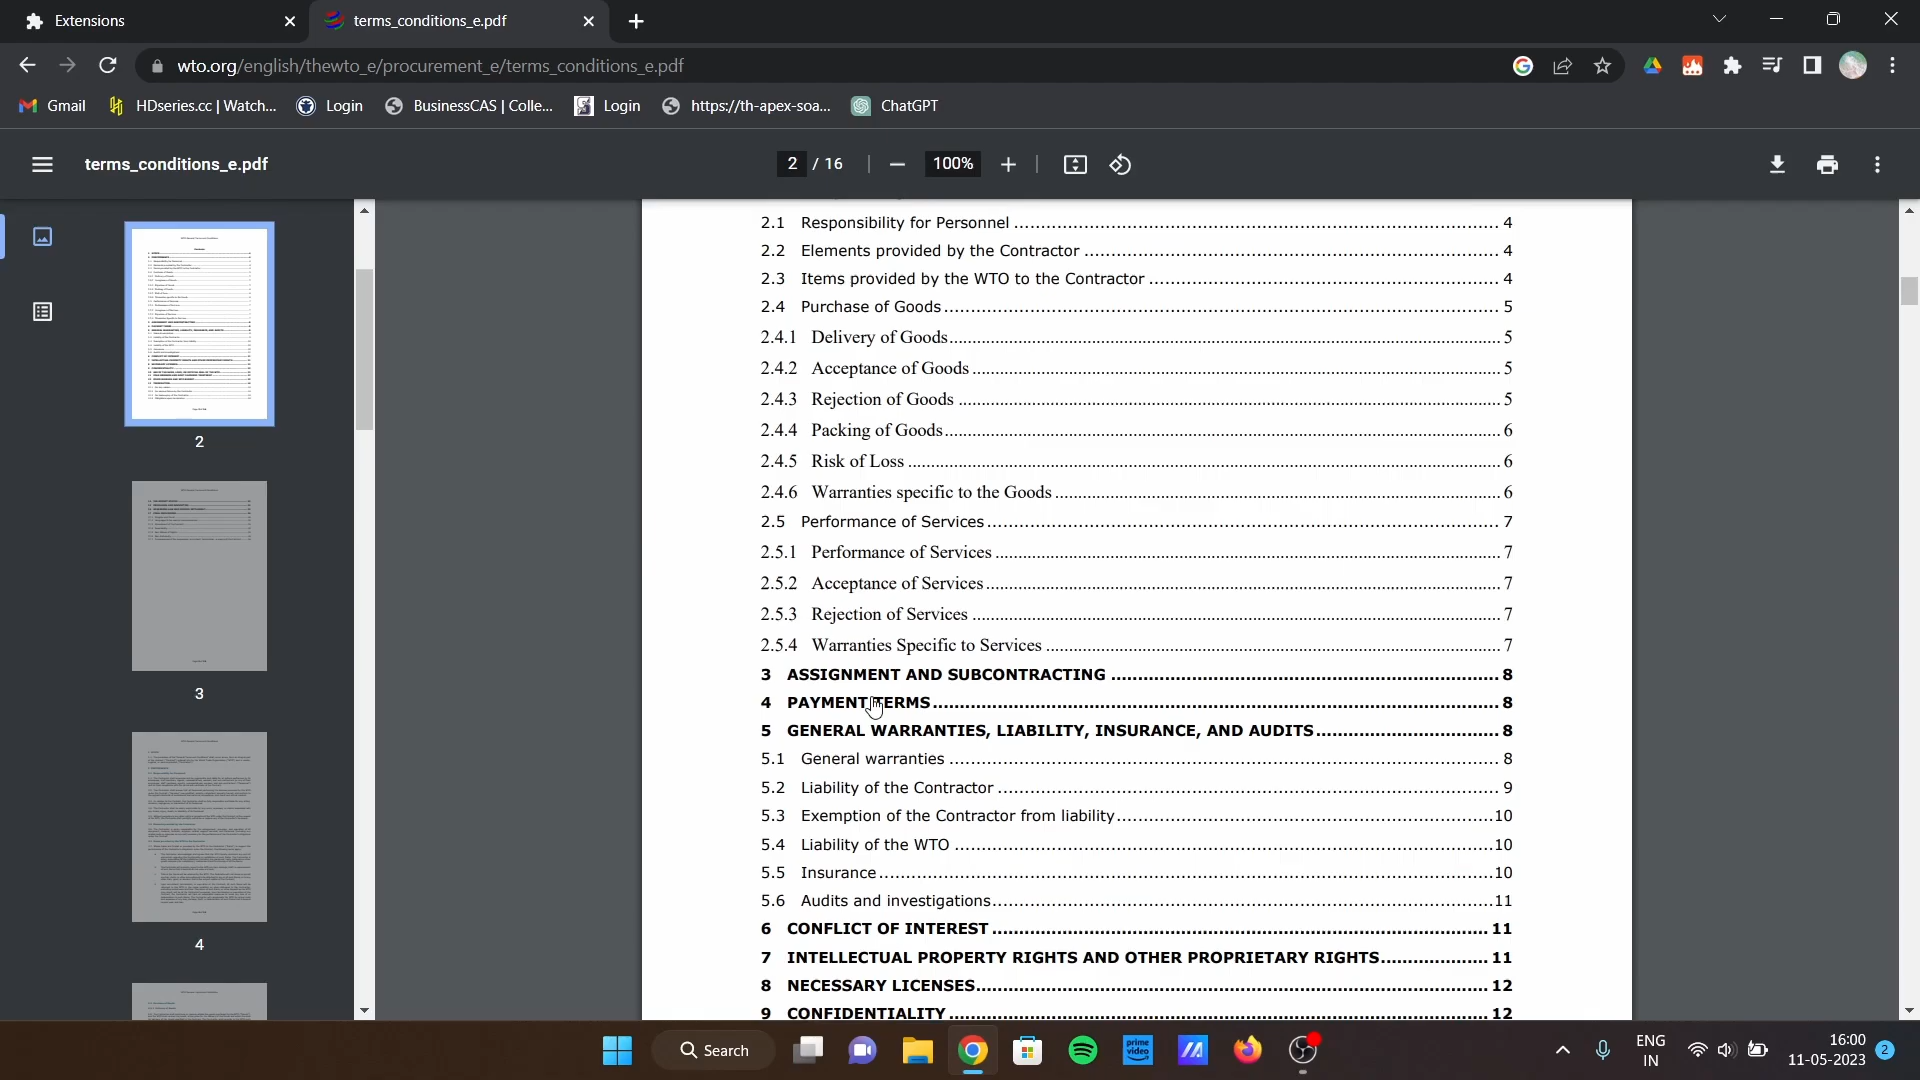 Extensions
terms_conditions_e.pdf
wto.org/english/thewto_e/procurement_e/terms_conditions_e.pdf
Gmail
HDseries.cc | Watch...
Login
BusinessCAS | Colle...
Login
https://th-apex-soa...
ChatGPT
terms_conditions_e.pdf
2 / 16
100%
2
3
4
2.1 Responsibility for Personnel 4
2.2 Elements provided by the Contractor 4
2.3 Items provided by the WTO to the Contractor 4
2.4 Purchase of Goods 5
2.4.1 Delivery of Goods 5
2.4.2 Acceptance of Goods 5
2.4.3 Rejection of Goods 5
2.4.4 Packing of Goods 6
2.4.5 Risk of Loss 6
2.4.6 Warranties specific to the Goods 6
2.5 Performance of Services 7
2.5.1 Performance of Services 7
2.5.2 Acceptance of Services 7
2.5.3 Rejection of Services 7
2.5.4 Warranties Specific to Services 7
3 ASSIGNMENT AND SUBCONTRACTING 8
4 PAYMENT TERMS 8
5 GENERAL WARRANTIES, LIABILITY, INSURANCE, AND AUDITS 8
5.1 General warranties 8
5.2 Liability of the Contractor 9
5.3 Exemption of the Contractor from liability 10
5.4 Liability of the WTO 10
5.5 Insurance 10
5.6 Audits and investigations 11
6 CONFLICT OF INTEREST 11
7 INTELLECTUAL PROPERTY RIGHTS AND OTHER PROPRIETARY RIGHTS 11
8 NECESSARY LICENSES 12
9 CONFIDENTIALITY 12
Search
prime video
ENG
IN
16:00
11-05-2023
2